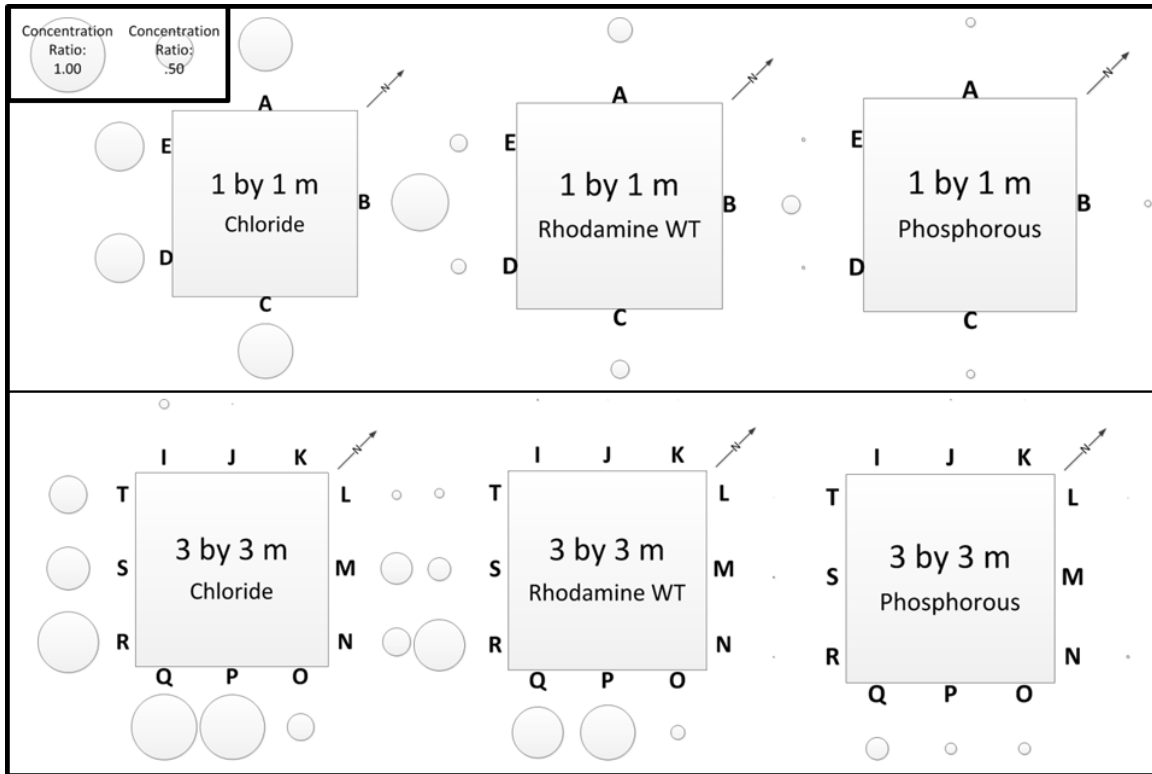 Concentration Ratio: 1.00
Concentration Ratio: .50
A
N
E
1 by 1 m
Chloride
B
D
C
A
N
E
1 by 1 m
Rhodamine WT
B
D
C
A
N
E
1 by 1 m
Phosphorous
B
D
C
I J K
N
T
L
3 by 3 m
S
M
Chloride
R
N
Q P O
I J K
N
T
L
3 by 3 m
S
M
Rhodamine WT
R
N
Q P O
I J K
N
T
L
3 by 3 m
S
M
Phosphorous
R
N
Q P O